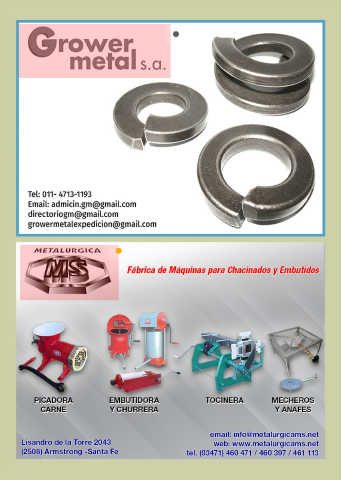 Grower
metal s.a.
Tel: 011- 4713-1193
Email: admicin.gm@gmail.com
directoriogm@gmail.com
growermetalexpedicion@gmail.com
METALURGICA
MS
Fábrica de Máquinas para Chacinados y Embutidos
PICADORA
CARNE
EMBUTIDORA
Y CHURRERA
TOCINERA
MECHEROS
Y ANAFES
Lisandro de la Torre 2043
(2508) Armstrong -Santa Fe
email: info@metalurgicams.net
web: www.metalurgicams.net
tel: (03471) 460 471 / 460 397 / 461 113